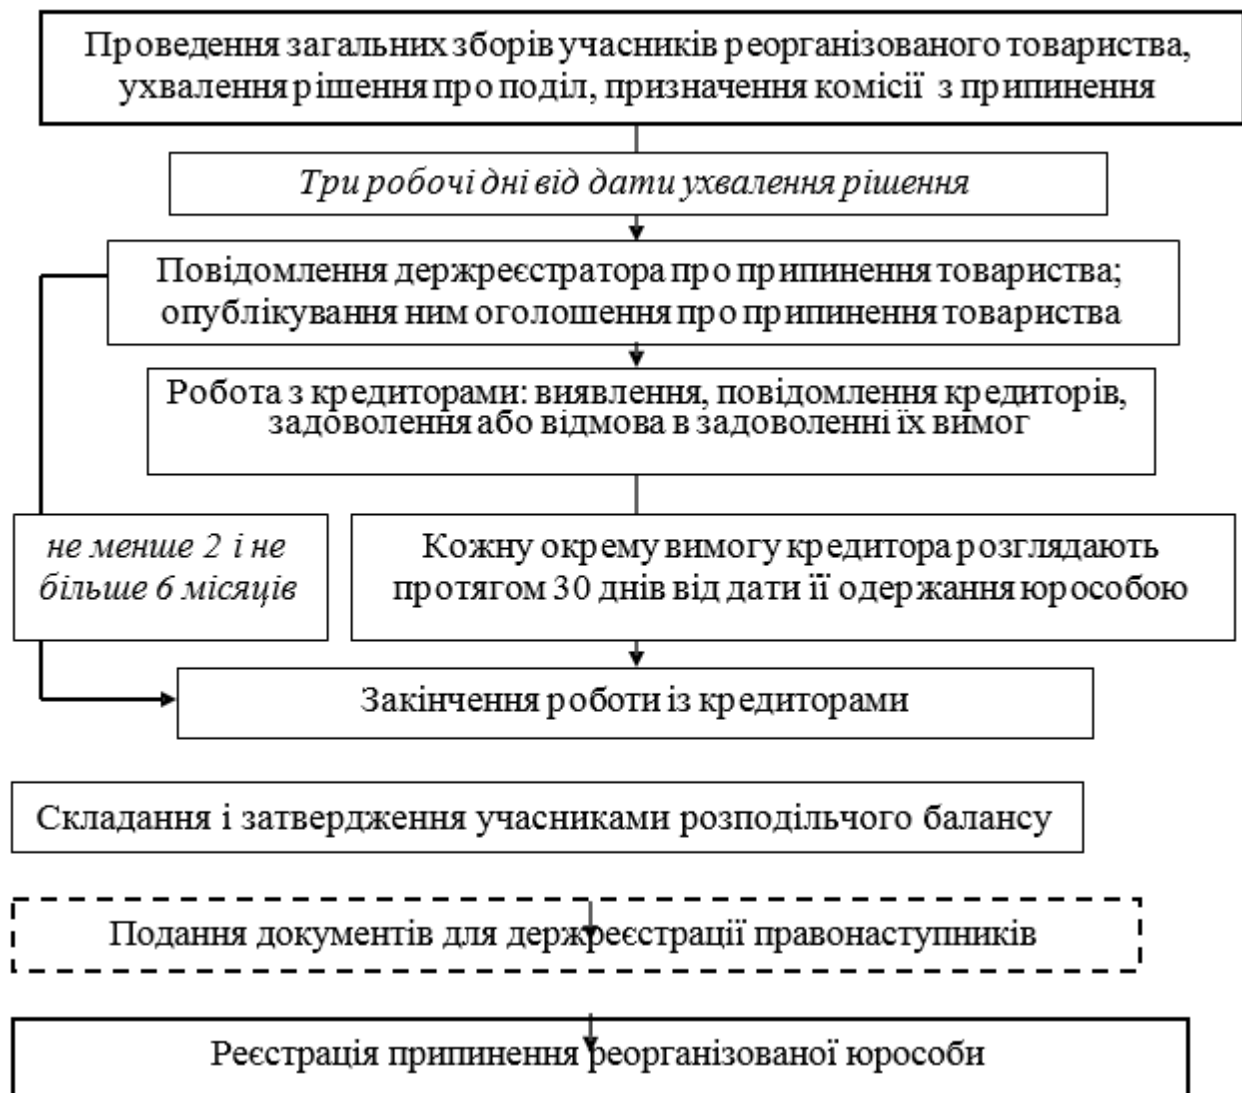 Проведення загальних зборів учасників реорганізованого товариства,
ухвалення рішення про поділ, призначення комісії з припинення
Три робочі дні від дати ухвалення рішення
Повідомлення держреєстратора про припинення товариства;
опублікування ним оголошення про припинення товариства
Робота з кредиторами: виявлення, повідомлення кредиторів,
задоволення або відмова в задоволенні їх вимог
не менше 2 і не
більше 6 місяців
Кожну окрему вимогу кредитора розглядають
протягом 30 днів від дати її одержання юрособою
Закінчення роботи із кредиторами
Складання і затвердження учасниками розподільчого балансу
Подання документів для держреєстрації правонаступників
Реєстрація припинення реорганізованої юрособи